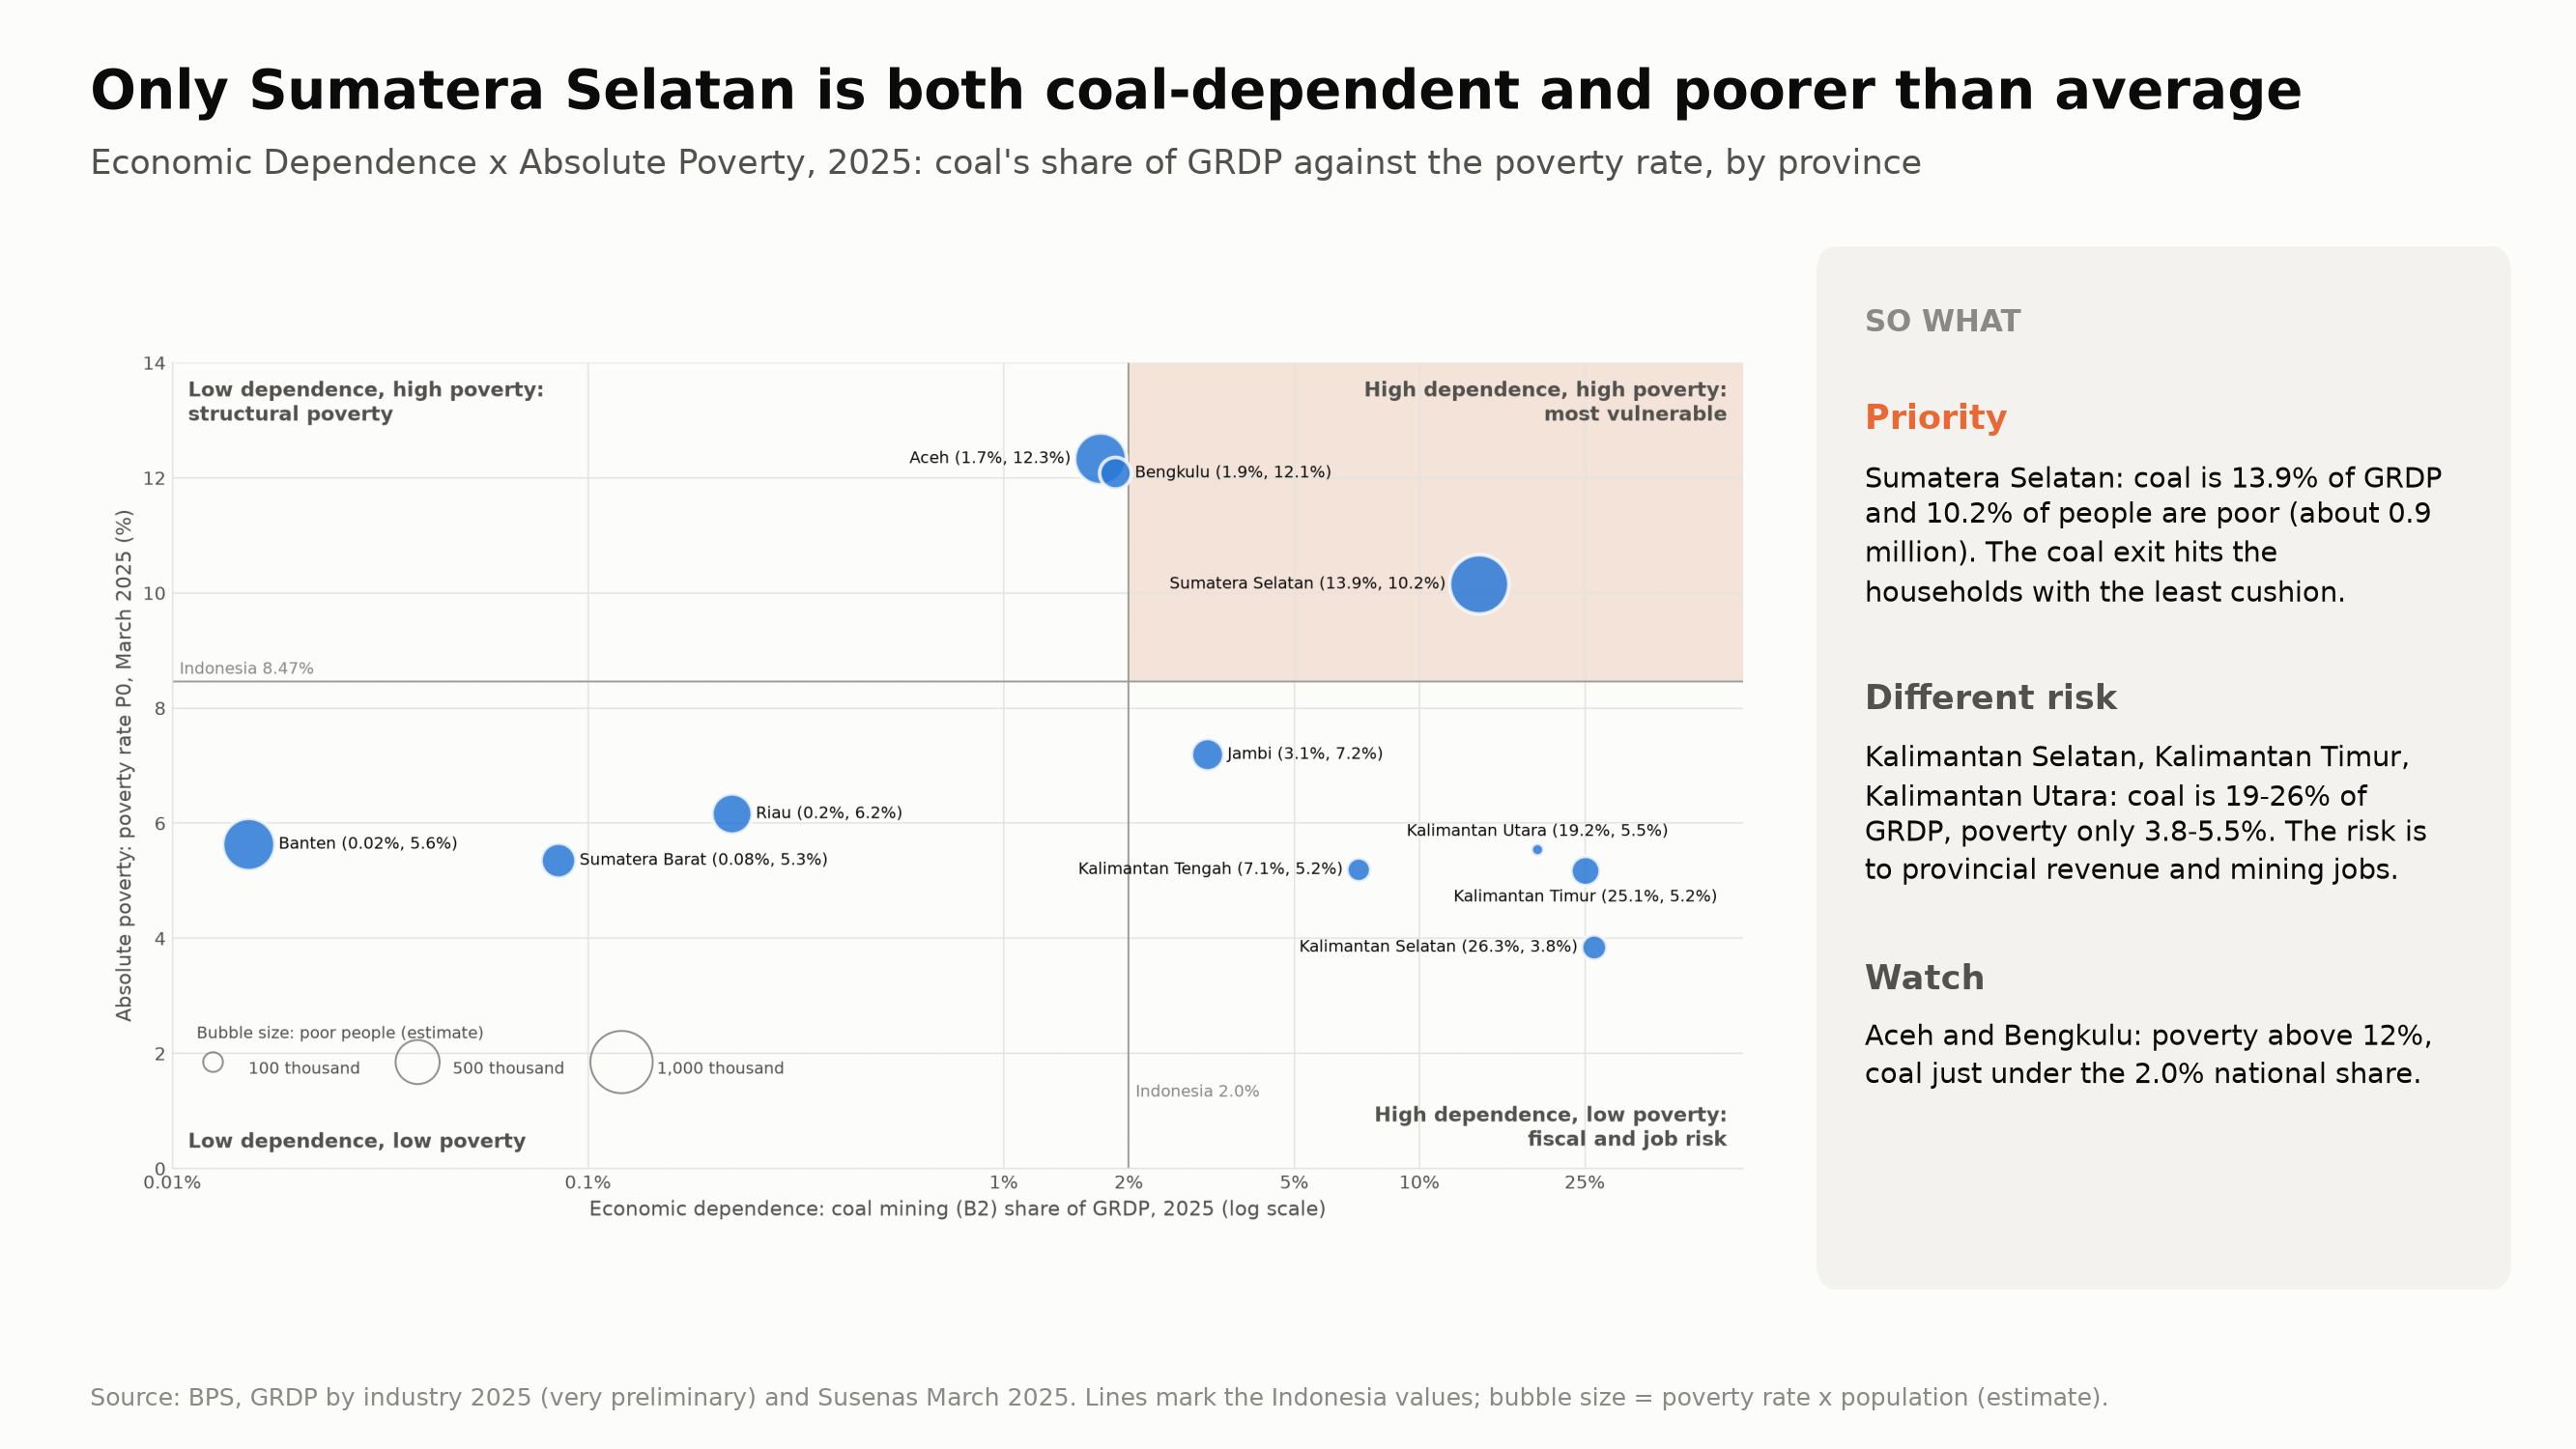 Only Sumatera Selatan is both coal-dependent and poorer than average
Economic Dependence x Absolute Poverty, 2025: coal's share of GRDP against the poverty rate, by province
Absolute poverty: poverty rate P0, March 2025 (%)
14
12
10
8
6
4
2
0
Low dependence, high poverty:
structural poverty
High dependence, high poverty:
most vulnerable
Aceh (1.7%, 12.3%)
Bengkulu (1.9%, 12.1%)
Sumatera Selatan (13.9%, 10.2%)
Indonesia 8.47%
Jambi (3.1%, 7.2%)
Riau (0.2%, 6.2%)
Banten (0.02%, 5.6%)
Sumatera Barat (0.08%, 5.3%)
Kalimantan Utara (19.2%, 5.5%)
Kalimantan Tengah (7.1%, 5.2%)
Kalimantan Timur (25.1%, 5.2%)
Kalimantan Selatan (26.3%, 3.8%)
Bubble size: poor people (estimate)
100 thousand
500 thousand
1,000 thousand
Indonesia 2.0%
Low dependence, low poverty
High dependence, low poverty:
fiscal and job risk
0.01%
0.1%
1%
2%
5%
10%
25%
Economic dependence: coal mining (B2) share of GRDP, 2025 (log scale)
SO WHAT
Priority
Sumatera Selatan: coal is 13.9% of GRDP
and 10.2% of people are poor (about 0.9
million). The coal exit hits the
households with the least cushion.
Different risk
Kalimantan Selatan, Kalimantan Timur,
Kalimantan Utara: coal is 19-26% of
GRDP, poverty only 3.8-5.5%. The risk is
to provincial revenue and mining jobs.
Watch
Aceh and Bengkulu: poverty above 12%,
coal just under the 2.0% national share.
Source: BPS, GRDP by industry 2025 (very preliminary) and Susenas March 2025. Lines mark the Indonesia values; bubble size = poverty rate x population (estimate).